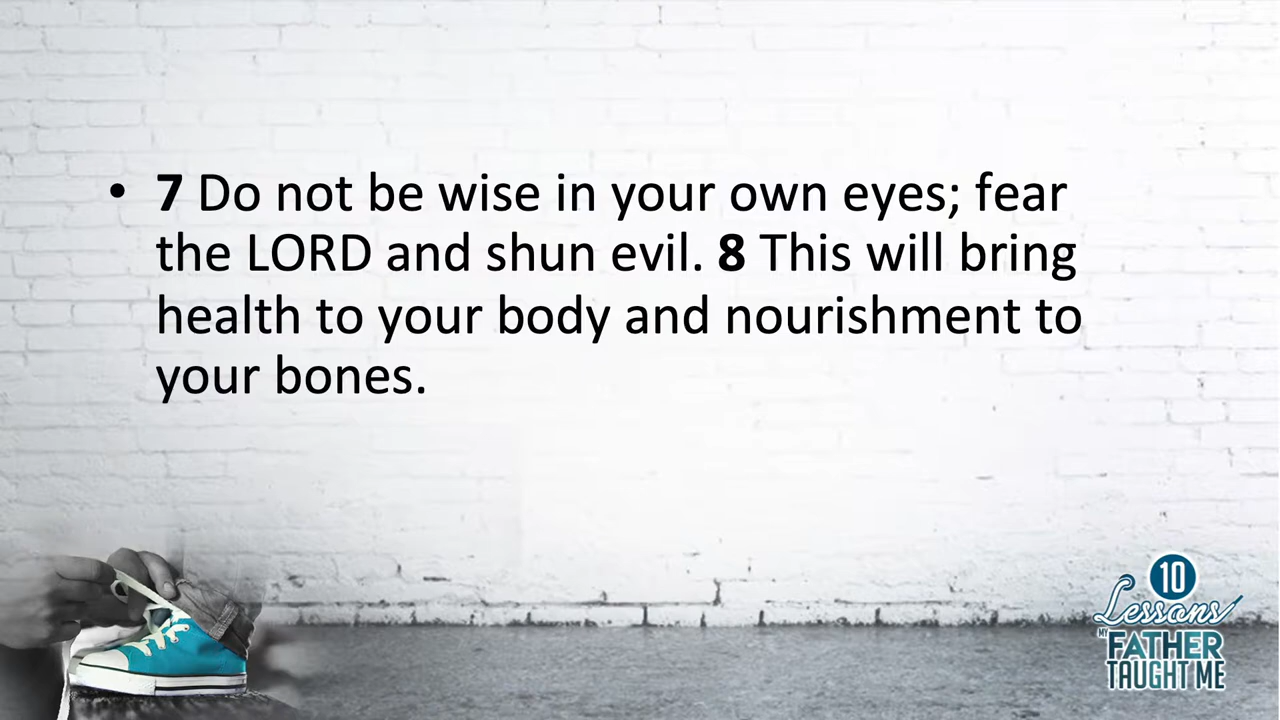 • 7 Do not be wise in your own eyes; fear
the LORD and shun evil. 8 This will bring
health to your body and nourishment to
your bones.
10
Lessons
MY
FATHER
TAUGHT ME